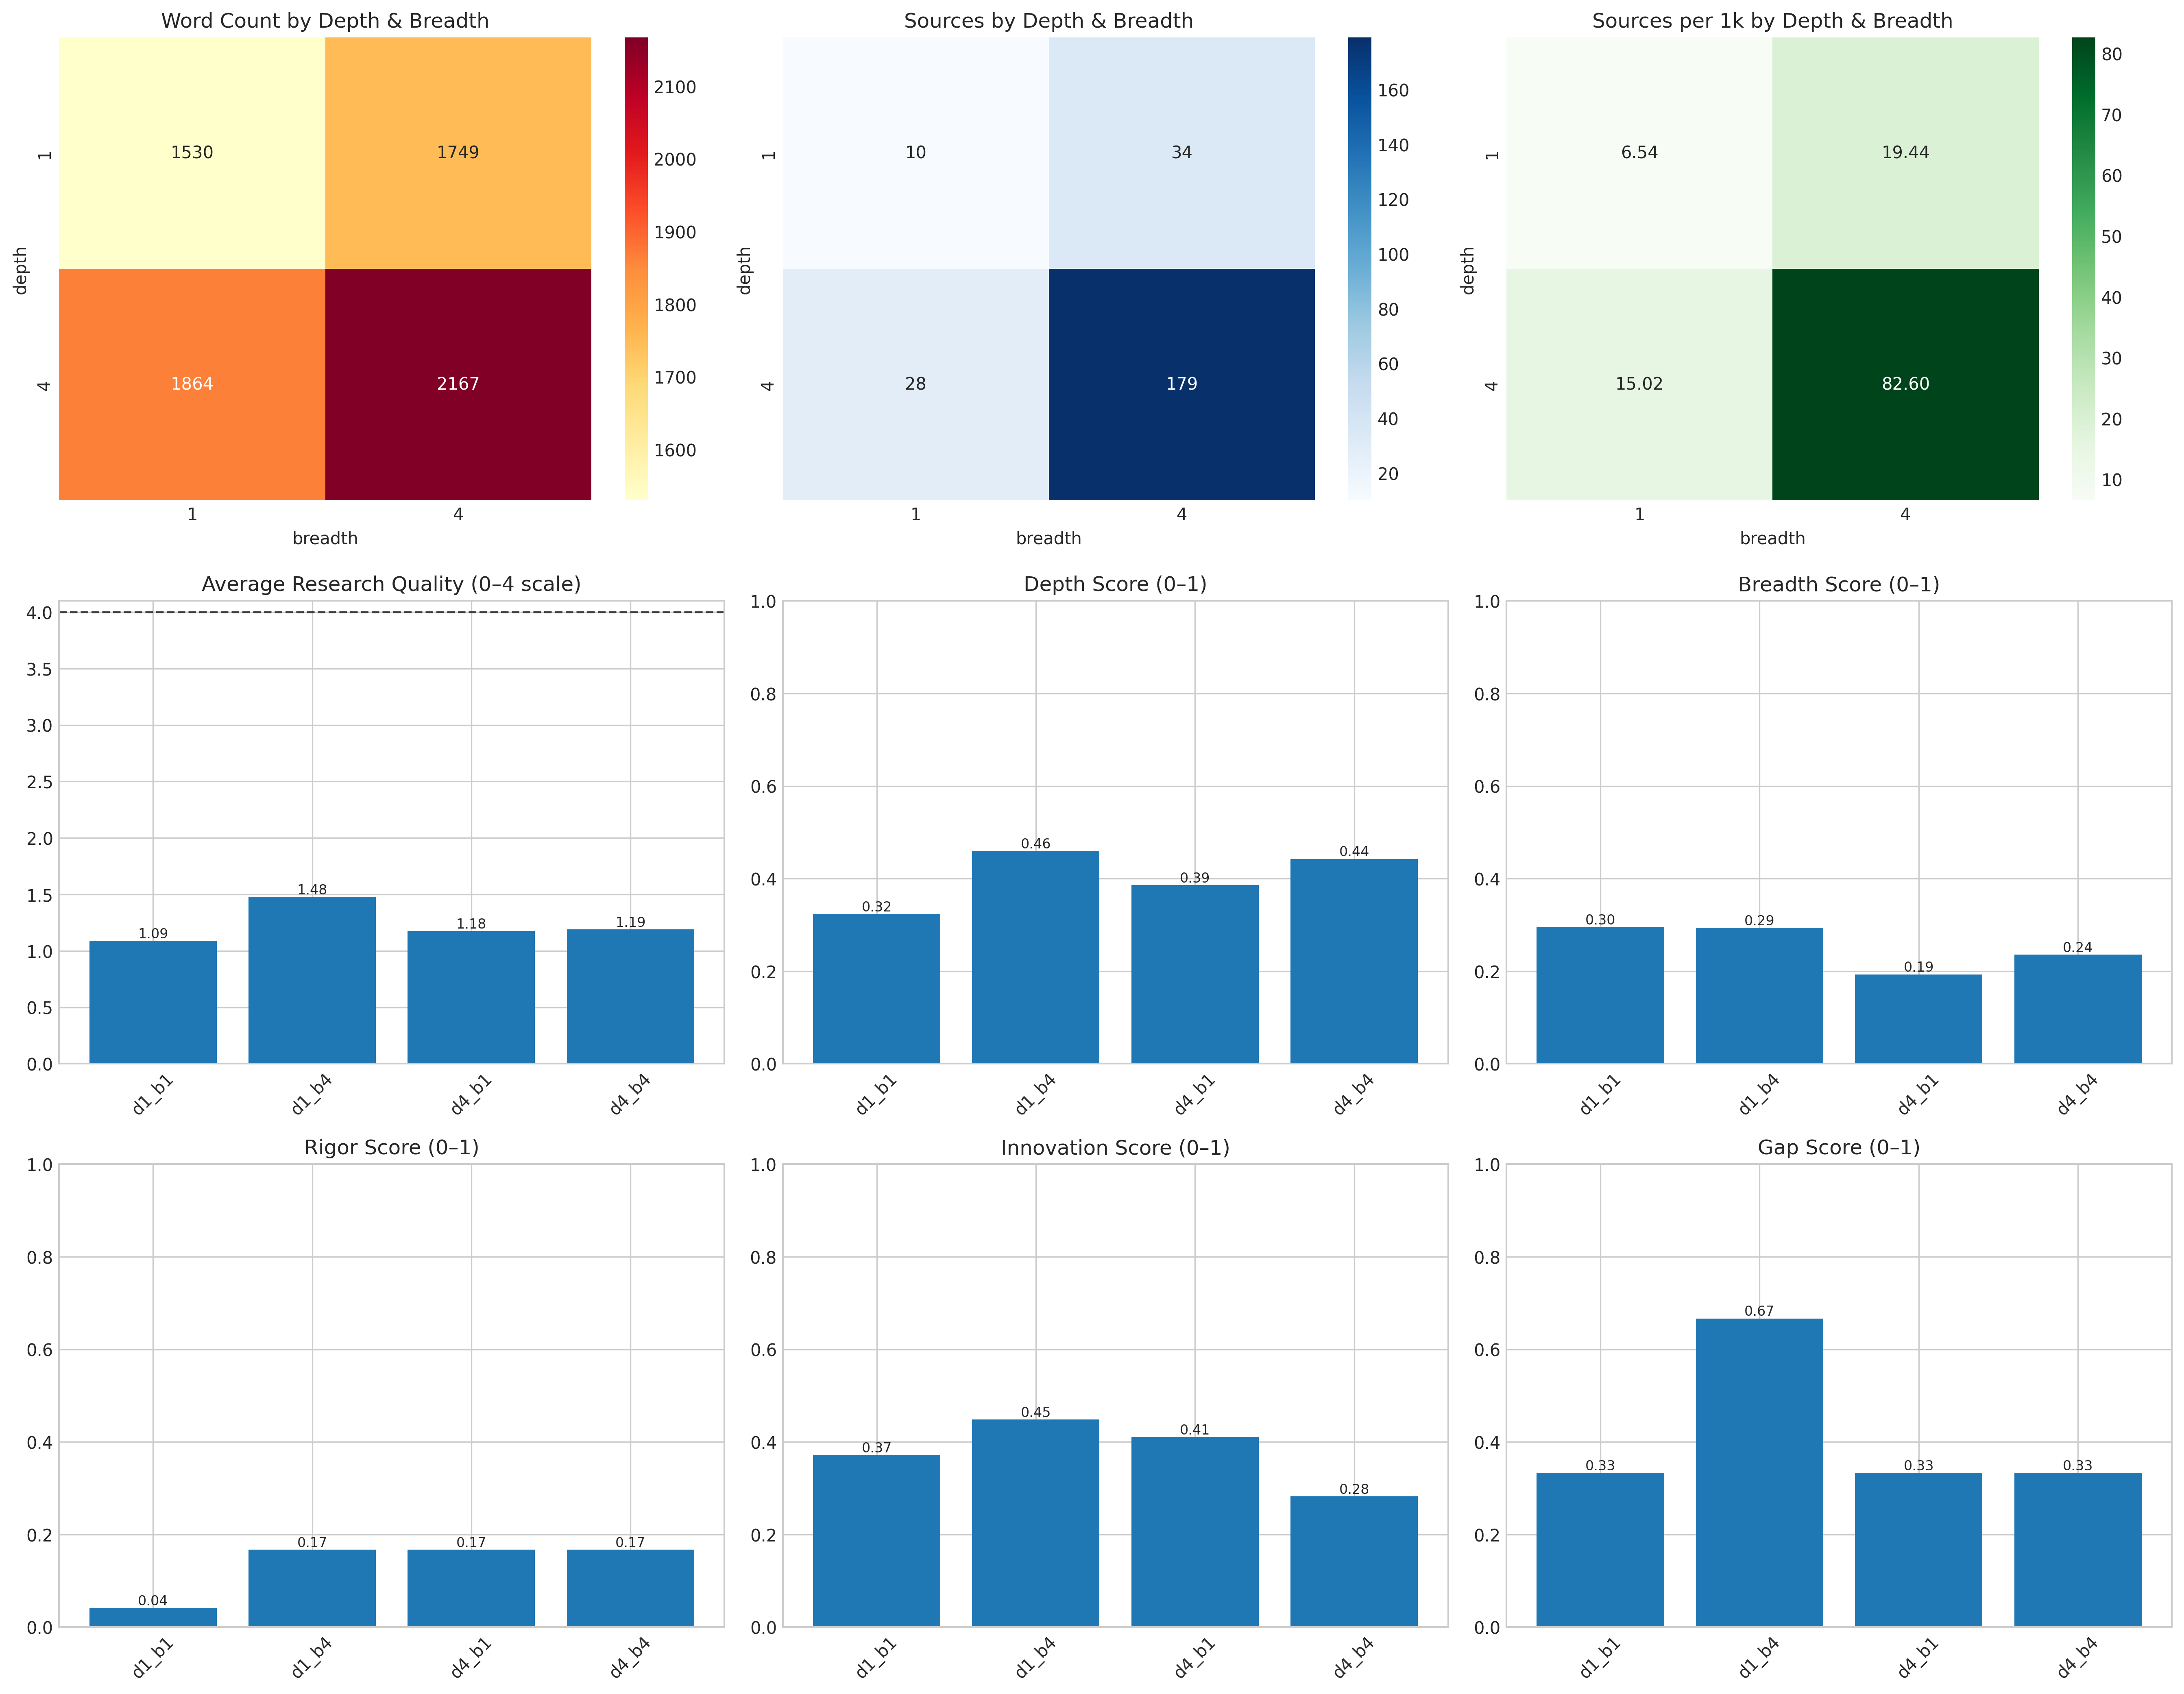 Word Count by Depth & Breadth
1530 1749
1864 2167
1
4
depth
1 4
breadth
2100
2000
1900
1800
1700
1600
Sources by Depth & Breadth
10 34
28 179
1
4
depth
1 4
breadth
160
140
120
100
80
60
40
20
Sources per 1k by Depth & Breadth
6.54 19.44
15.02 82.60
1
4
depth
1 4
breadth
80
70
60
50
40
30
20
10
Average Research Quality (0–4 scale)
4.0
3.5
3.0
2.5
2.0
1.5
1.0
0.5
0.0
1.09 1.48 1.18 1.19
d1_b1 d1_b4 d4_b1 d4_b4
Depth Score (0–1)
1.0
0.8
0.6
0.4
0.2
0.0
0.32 0.46 0.39 0.44
d1_b1 d1_b4 d4_b1 d4_b4
Breadth Score (0–1)
1.0
0.8
0.6
0.4
0.2
0.0
0.30 0.29 0.19 0.24
d1_b1 d1_b4 d4_b1 d4_b4
Rigor Score (0–1)
1.0
0.8
0.6
0.4
0.2
0.0
0.04 0.17 0.17 0.17
d1_b1 d1_b4 d4_b1 d4_b4
Innovation Score (0–1)
1.0
0.8
0.6
0.4
0.2
0.0
0.37 0.45 0.41 0.28
d1_b1 d1_b4 d4_b1 d4_b4
Gap Score (0–1)
1.0
0.8
0.6
0.4
0.2
0.0
0.33 0.67 0.33 0.33
d1_b1 d1_b4 d4_b1 d4_b4